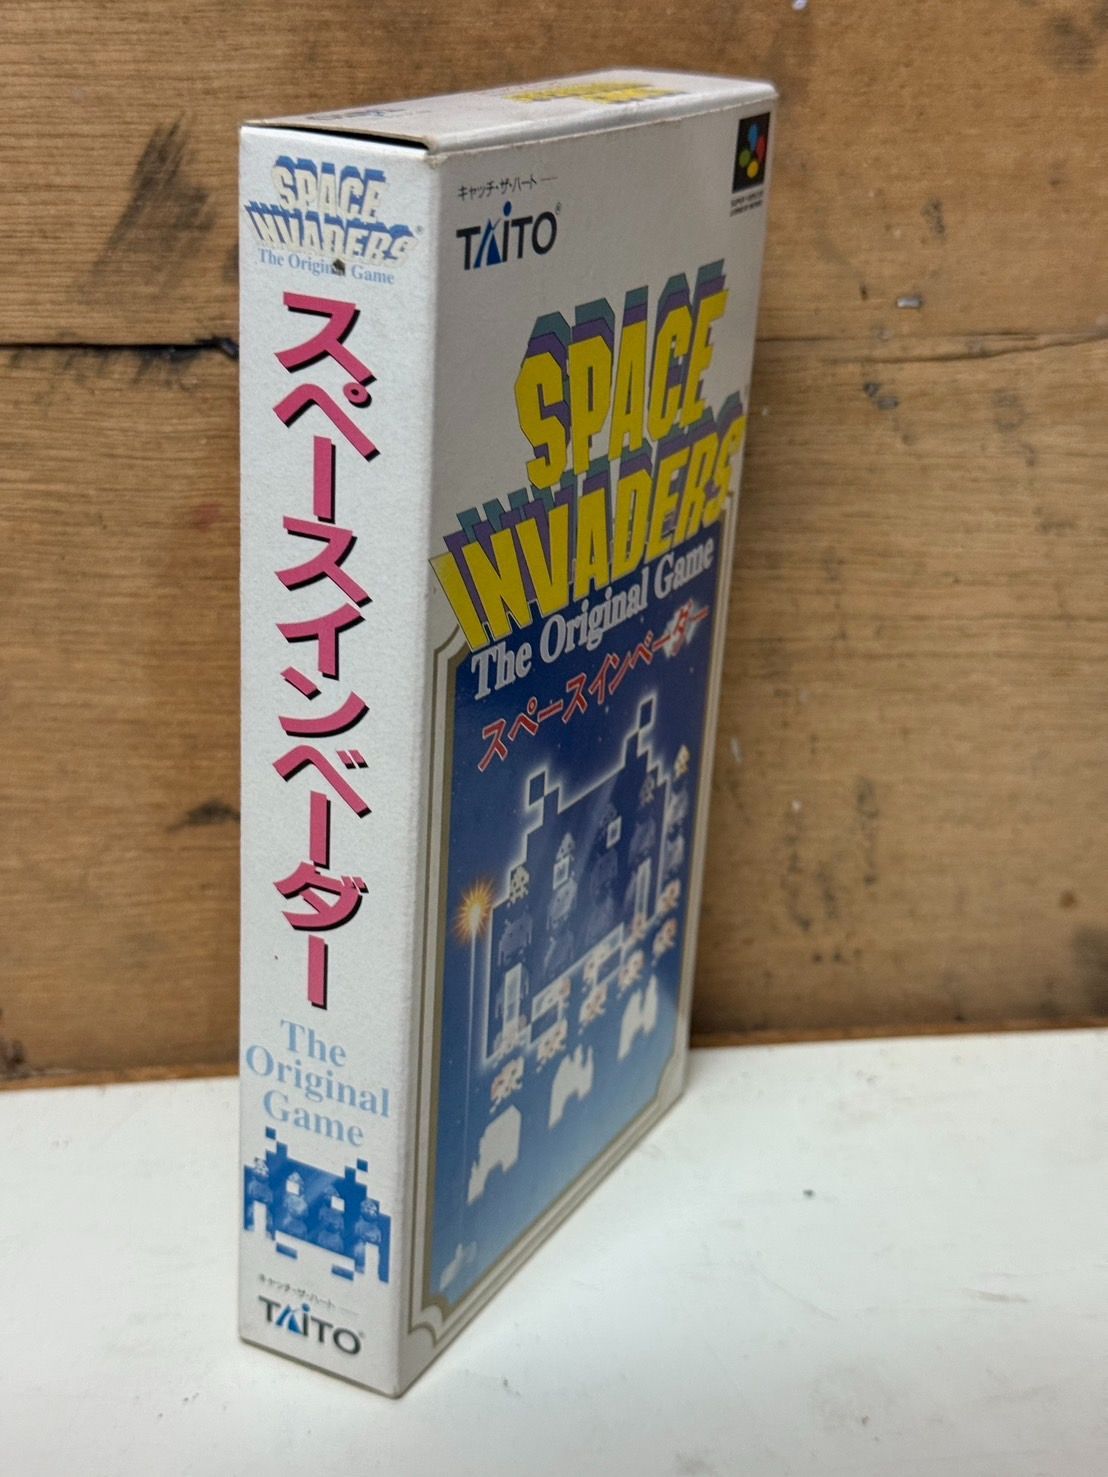 SPACE
INVADERS®
The Original Game
スペースインベーダー
The
Original
Game
キャッチ・ザ・ハート
TAITO®
キャッチ・ザ・ハート
TAITO®
SPACE
INVADERS
The Original Game
スペースインベーダー